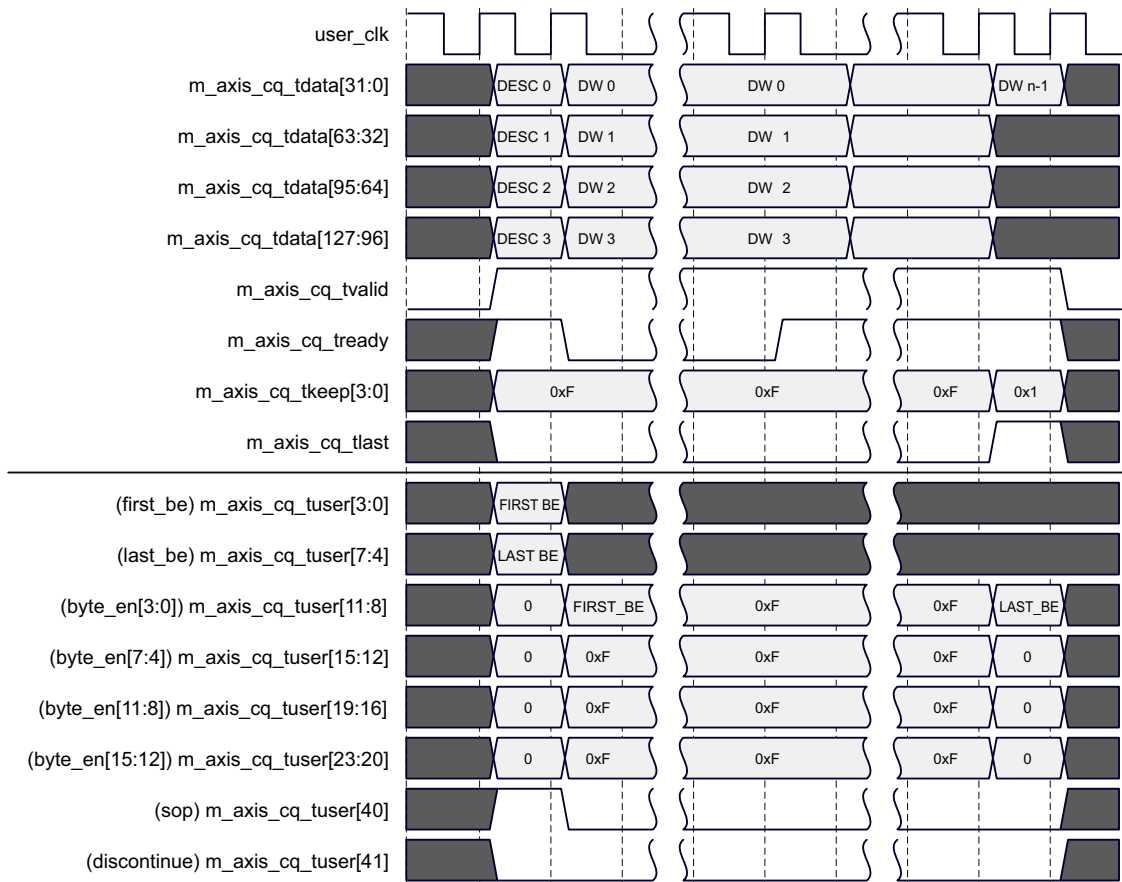 user_clk
m_axis_cq_tdata[31:0] DESC 0 DW 0 DW 0 DW n-1
m_axis_cq_tdata[63:32] DESC 1 DW 1 DW 1
m_axis_cq_tdata[95:64] DESC 2 DW 2 DW 2
m_axis_cq_tdata[127:96] DESC 3 DW 3 DW 3
m_axis_cq_tvalid
m_axis_cq_tready
m_axis_cq_tkeep[3:0] 0xF 0xF 0xF 0x1
m_axis_cq_tlast
(first_be) m_axis_cq_tuser[3:0] FIRST BE
(last_be) m_axis_cq_tuser[7:4] LAST BE
(byte_en[3:0]) m_axis_cq_tuser[11:8] 0 FIRST_BE 0xF 0xF LAST_BE
(byte_en[7:4]) m_axis_cq_tuser[15:12] 0 0xF 0xF 0xF 0
(byte_en[11:8]) m_axis_cq_tuser[19:16] 0 0xF 0xF 0xF 0
(byte_en[15:12]) m_axis_cq_tuser[23:20] 0 0xF 0xF 0xF 0
(sop) m_axis_cq_tuser[40]
(discontinue) m_axis_cq_tuser[41]